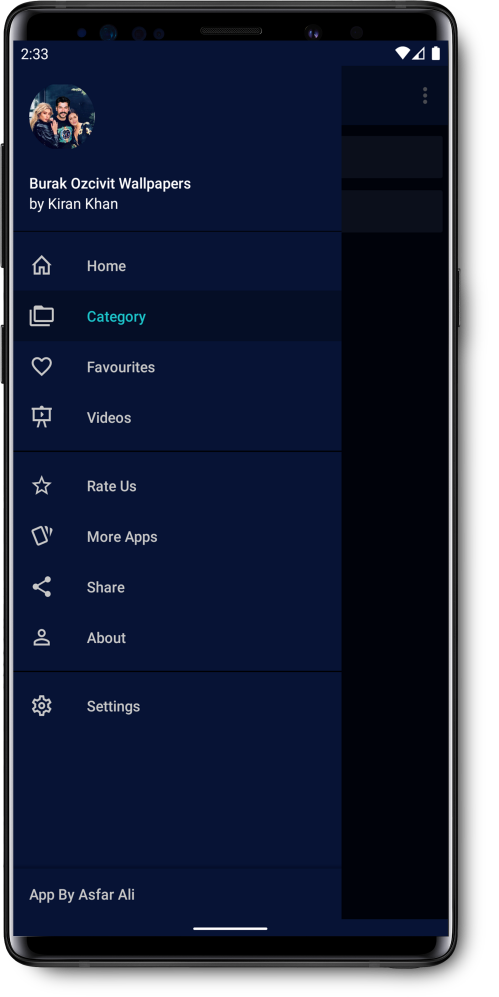 2:33
Burak Ozcivit Wallpapers
by Kiran Khan
Home
Category
Favourites
Videos
Rate Us
More Apps
Share
About
Settings
App By Asfar Ali